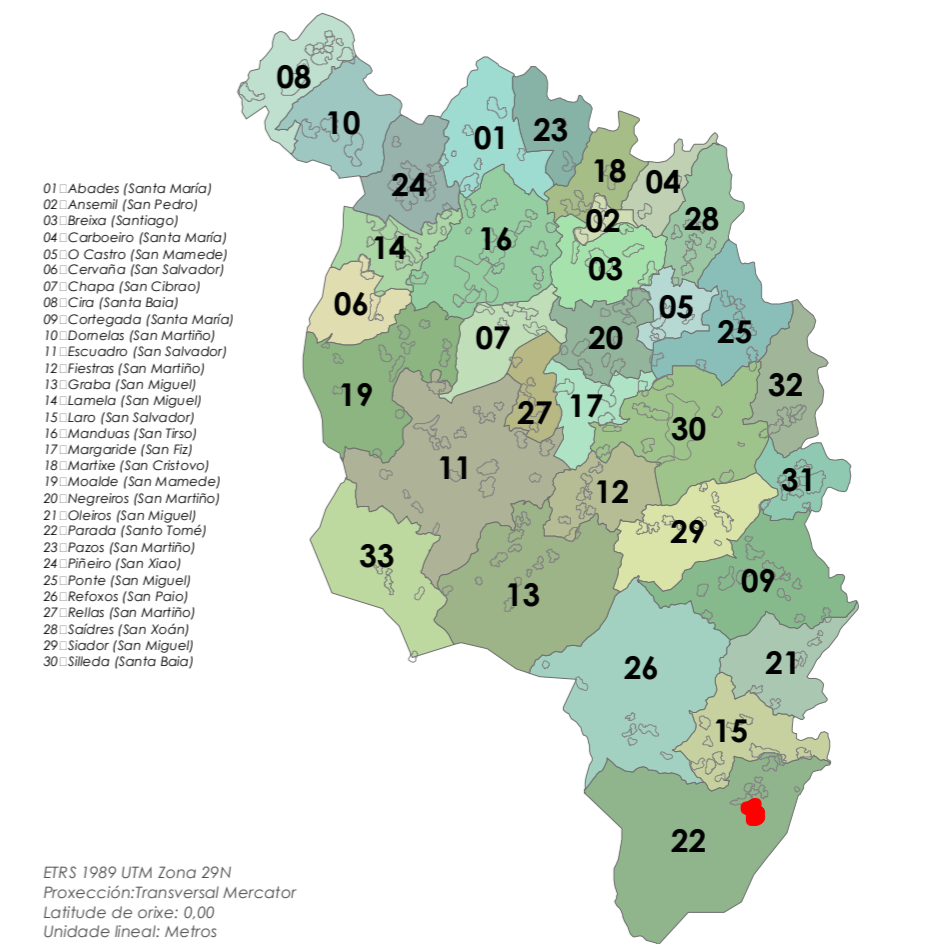 08
10
01
23
24
18
04
02
28
14
16
03
06
05
07
20
25
19
27
17
32
30
11
12
31
29
33
13
09
26
21
15
22
01□Abades (Santa María)
02□Ansemil (San Pedro)
03□Breixa (Santiago)
04□Carboeiro (Santa María)
05□O Castro (San Mamede)
06□Cervaña (San Salvador)
07□Chapa (San Cibrao)
08□Cira (Santa Baia)
09□Cortegada (Santa María)
10□Dornelas (San Martiño)
11□Escuadro (San Salvador)
12□Fiestras (San Martiño)
13□Graba (San Miguel)
14□Lamela (San Miguel)
15□Laro (San Salvador)
16□Manduas (San Tirso)
17□Margaride (San Fiz)
18□Martixe (San Cristovo)
19□Moalde (San Mamede)
20□Negreiros (San Martiño)
21□Oleiros (San Miguel)
22□Parada (Santo Tomé)
23□Pazos (San Martiño)
24□Piñeiro (San Xiao)
25□Ponte (San Miguel)
26□Refoxos (San Paio)
27□Rellas (San Martiño)
28□Saídres (San Xoán)
29□Siador (San Miguel)
30□Silleda (Santa Baia)
ETRS 1989 UTM Zona 29N
Proxección:Transversal Mercator
Latitude de orixe: 0,00
Unidade lineal: Metros